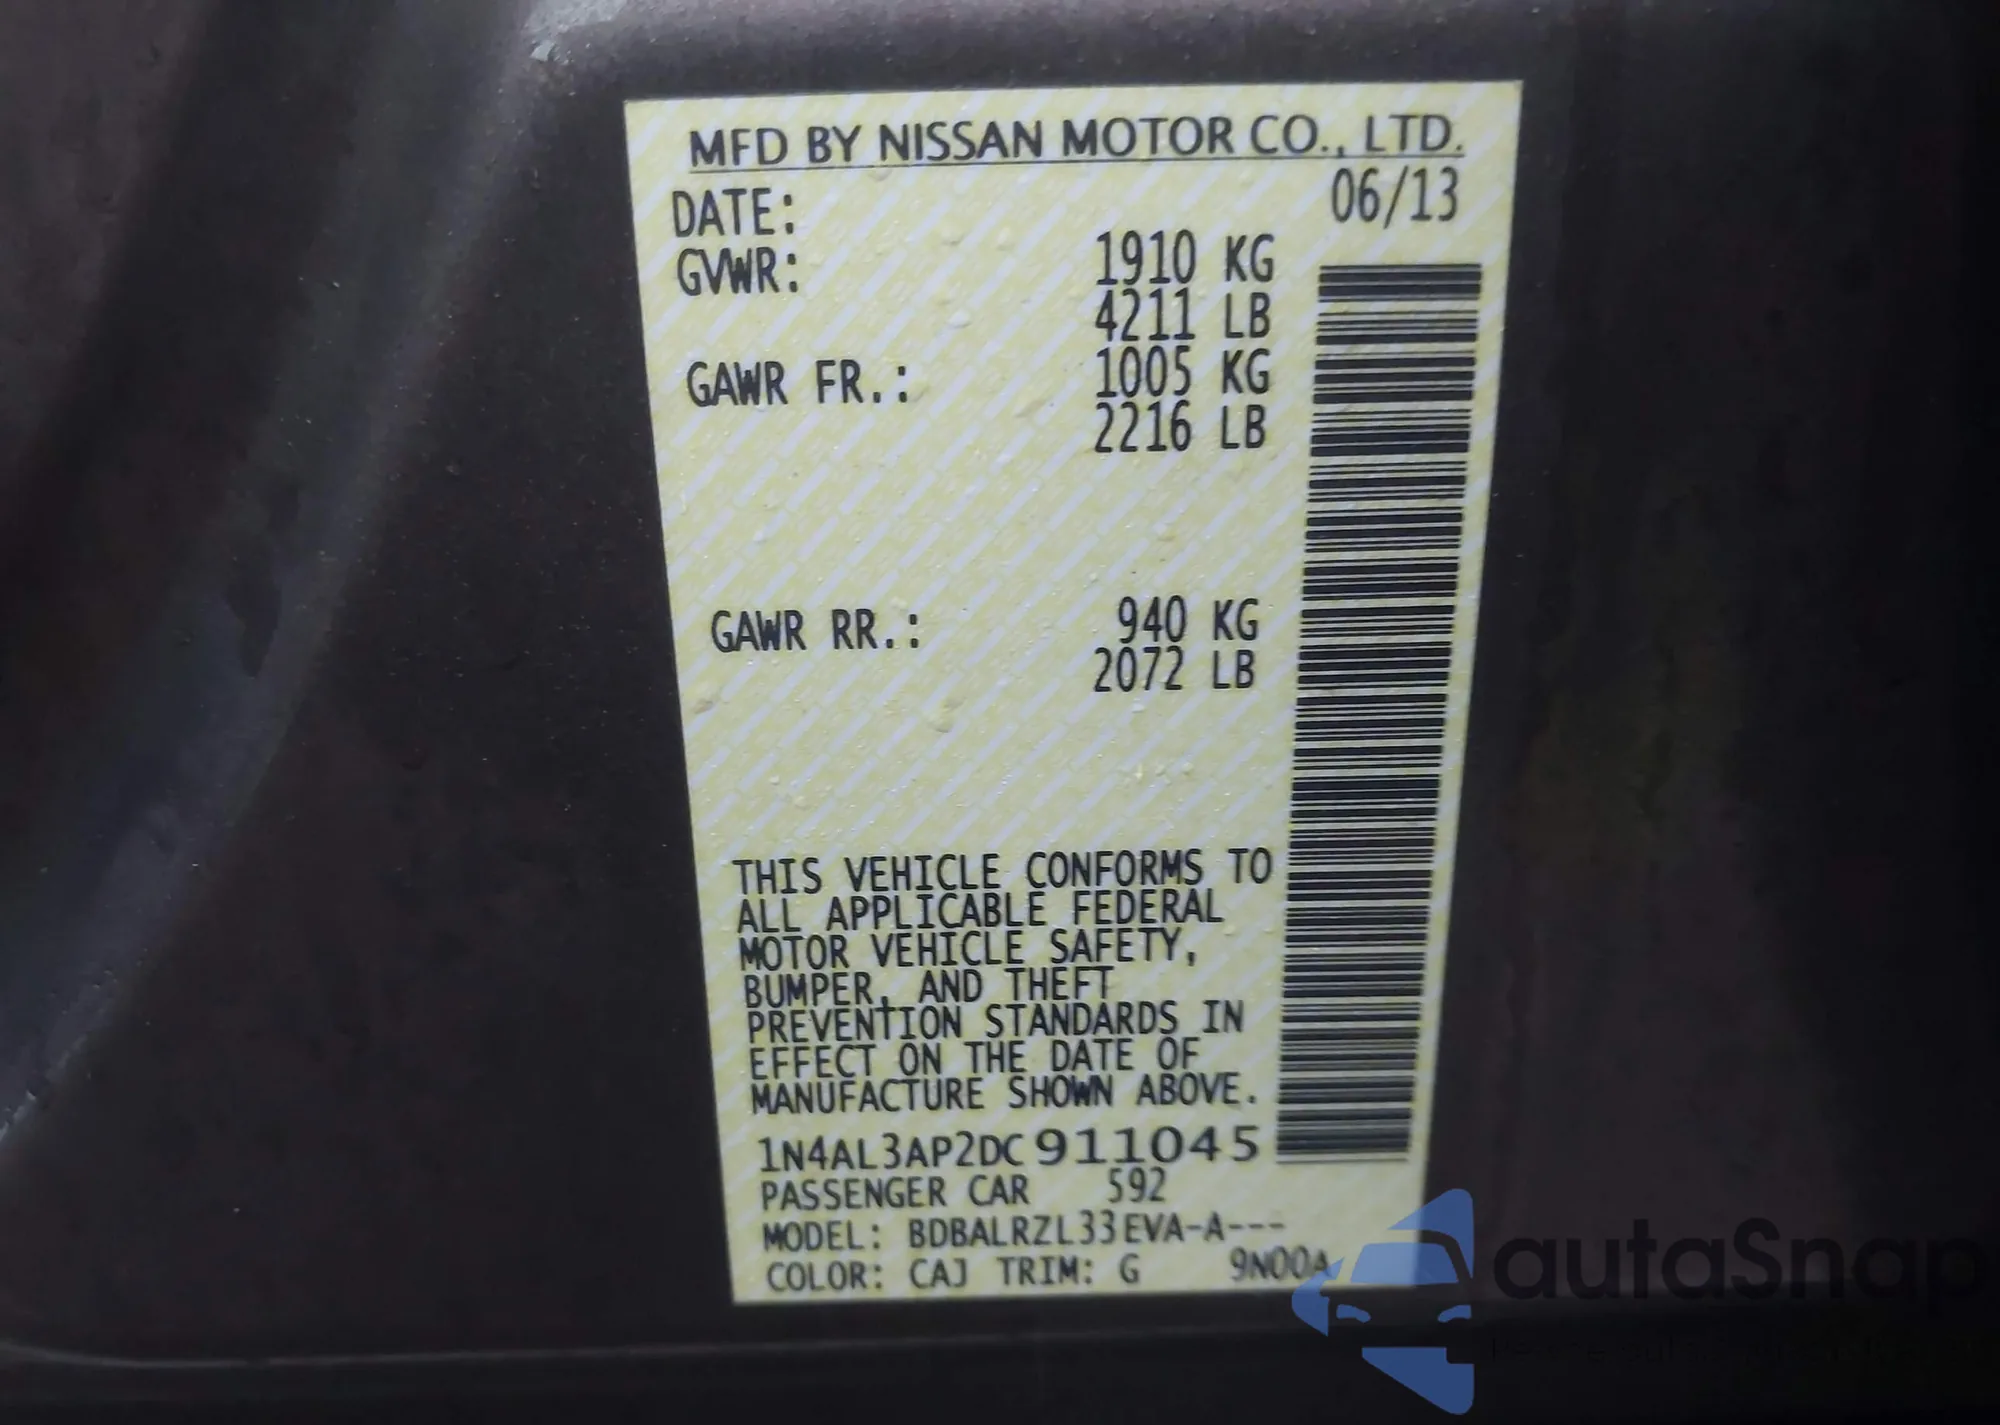 MFD BY NISSAN MOTOR CO., LTD.
DATE: 06/13
GVWR: 1910 KG
4211 LB
GAWR FR.: 1005 KG
2216 LB
GAWR RR.: 940 KG
2072 LB
THIS VEHICLE CONFORMS TO
ALL APPLICABLE FEDERAL
MOTOR VEHICLE SAFETY,
BUMPER, AND THEFT
PREVENTION STANDARDS IN
EFFECT ON THE DATE OF
MANUFACTURE SHOWN ABOVE.
1N4AL3AP2DC911045
PASSENGER CAR 592
MODEL: BDBALRZL33EVA-A---
COLOR: CAJ TRIM: G 9N00A
autaSnap